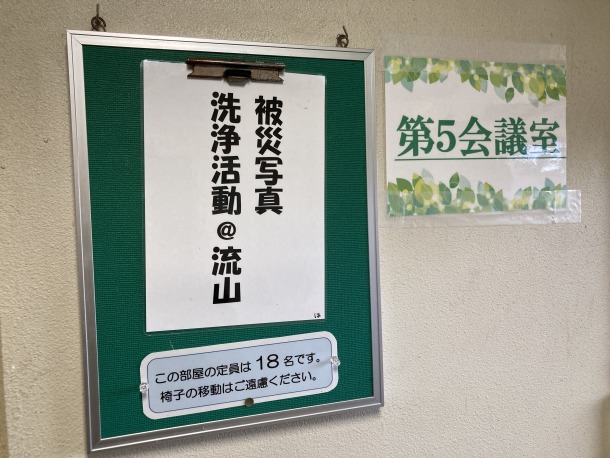 被災写真
洗浄活動@流山
は
この部屋の定員は18名です。
椅子の移動はご遠慮ください。
第5会議室